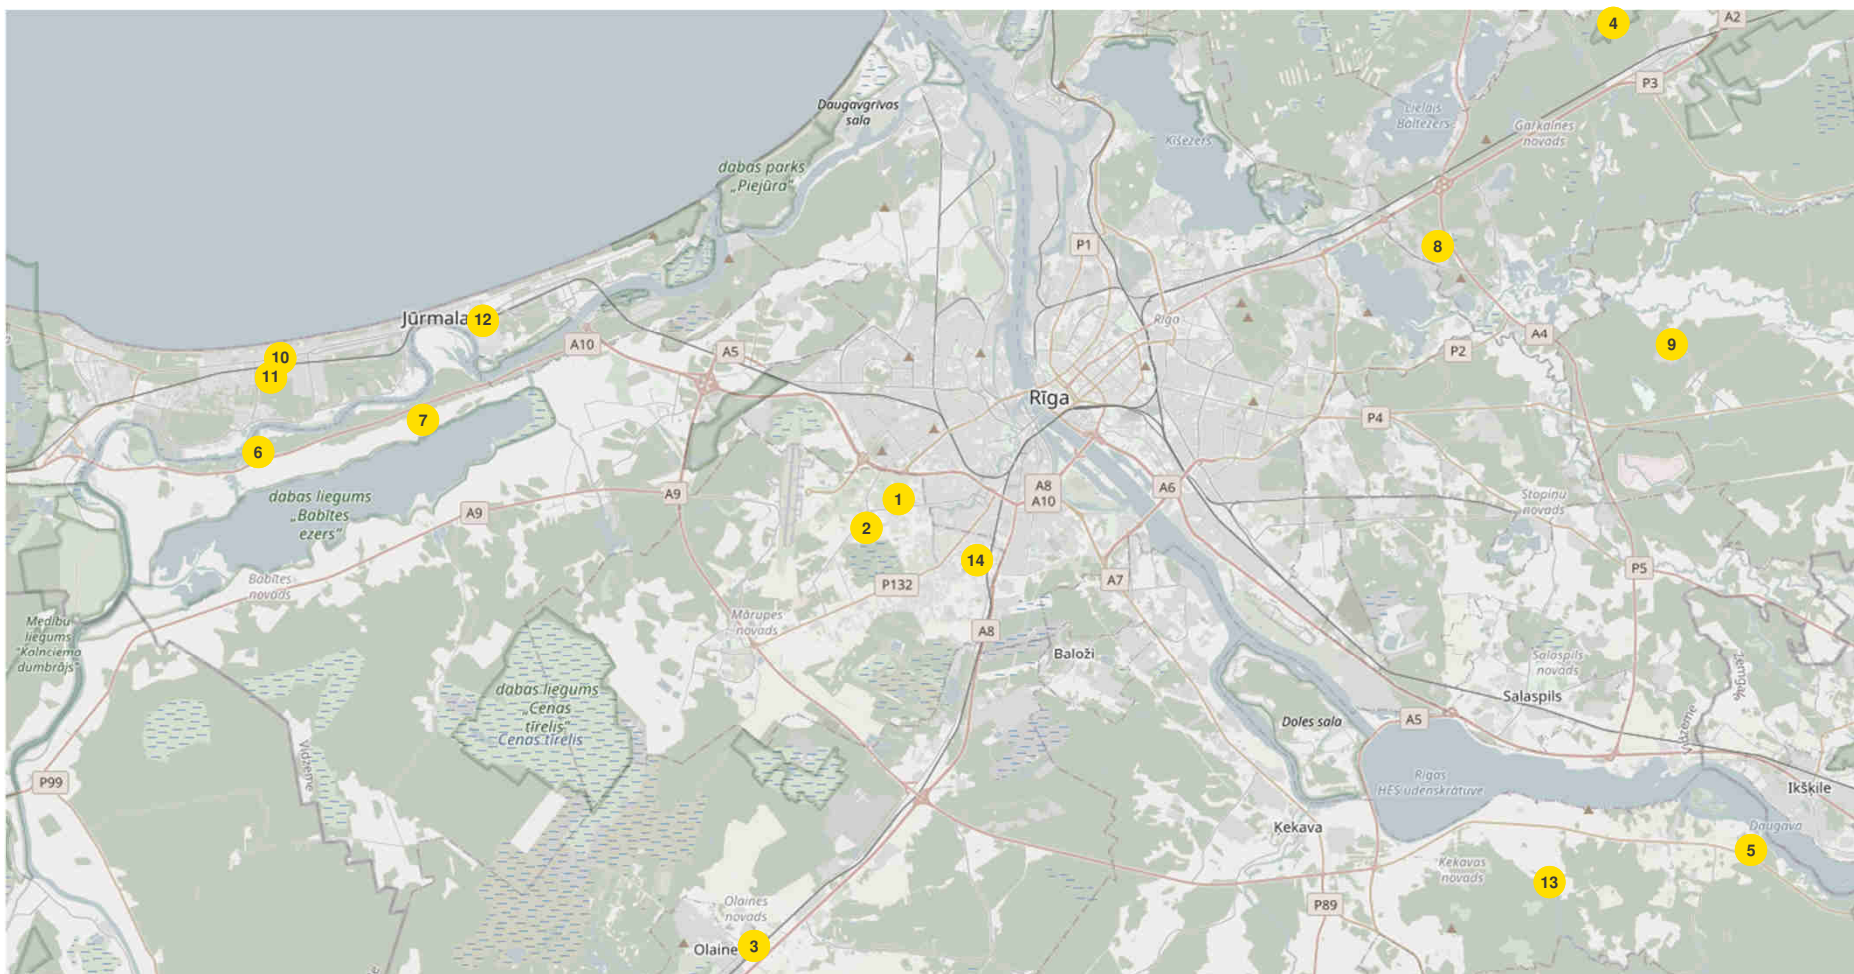 4
A2
P3
Daugavgrīvas
sala
Lielais
Baltezers
Garkalnes
novads
Ķīšezers
dabas parks
„Piejūra"
P1
8
Jūrmala
12
Rīga
A4
9
A10
A5
P2
10
11
Rīga
7
P4
6
dabas liegums
„Babītes
ezers"
A9
A9
1
A8
A10
A6
Stopiņu
novads
2
14
P132
A7
P5
Babītes
novads
Mārupes
novads
Medību
liegums
"Kalnciema
dumbrājs"
A8
Baloži
Salaspils
novads
Salaspils
dabas liegums
„Cenas
tīrelis"
Cenas tīrelis
Doles sala
A5
Vidzeme
Vidzeme
P99
Rīgas
HES ūdenskrātuve
Ikšķile
Ķekava
Daugava
5
Ķekavas
novads
13
Olaines
novads
P89
Olaine
3